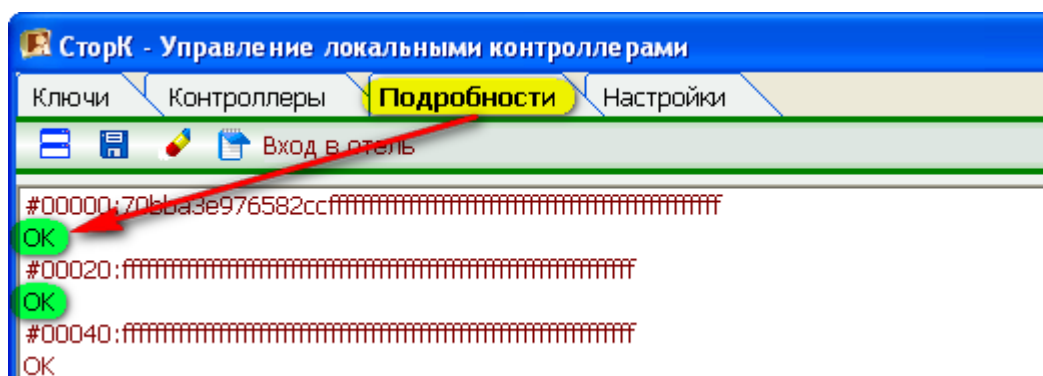 СторК - Управление локальными контроллерами
Ключи Контроллеры Подробности Настройки
Вход в отель
#00000:70bba3e976582ccffffffffffffffffffffffffffffffffffffffffffffffffff
OK
#00020:ffffffffffffffffffffffffffffffffffffffffffffffffffffffffffffffff
OK
#00040:ffffffffffffffffffffffffffffffffffffffffffffffffffffffffffffffff
OK